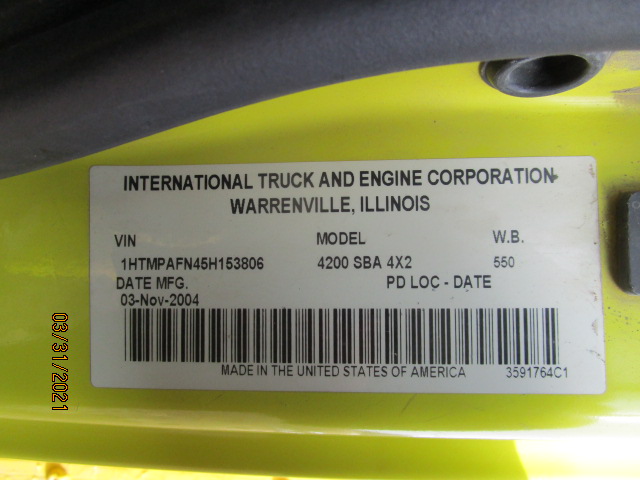 INTERNATIONAL TRUCK AND ENGINE CORPORATION
WARRENVILLE, ILLINOIS
VIN MODEL W.B.
1HTMPAFN45H153806 4200 SBA 4X2 550
DATE MFG. PD LOC - DATE
03-Nov-2004
MADE IN THE UNITED STATES OF AMERICA 3591764C1
03/31/2021